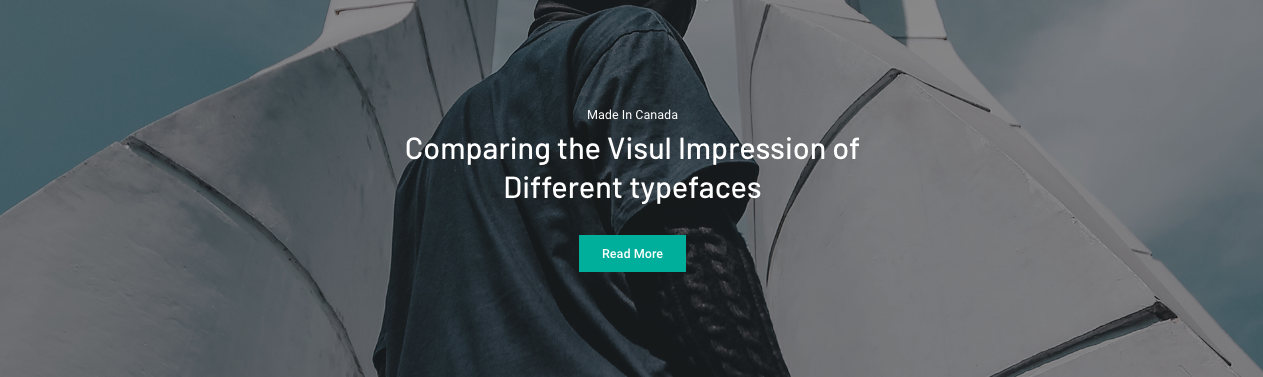 Made In Canada
Comparing the Visul Impression of
Different typefaces
Read More